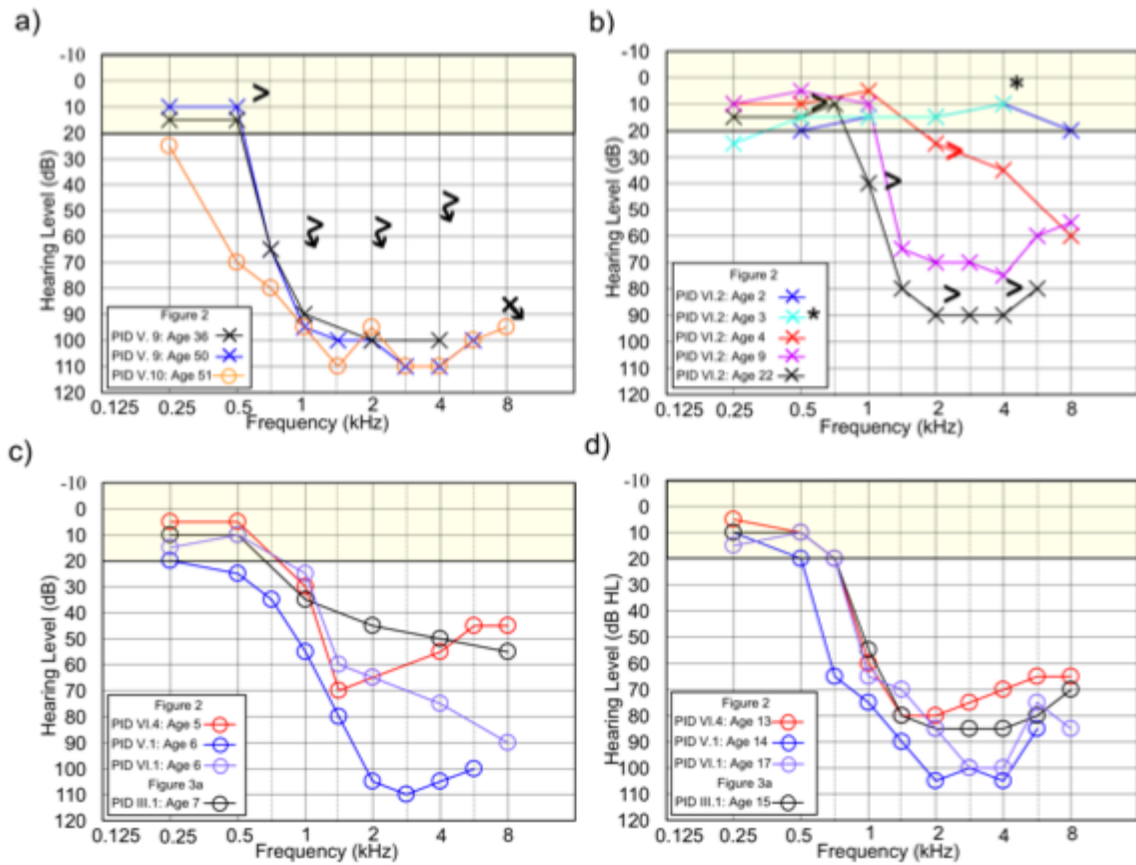 a)
-10
0
10
20
30
40
50
60
70
80
90
100
110
120
Hearing Level (dB)
Figure 2
PID V. 9: Age 36
PID V. 9: Age 50
PID V.10: Age 51
0.125 0.25 0.5 1 2 4 8
Frequency (kHz)
b)
-10
0
10
20
30
40
50
60
70
80
90
100
110
120
Hearing Level (dB)
*
Figure 2
PID VI.2: Age 2
PID VI.2: Age 3 *
PID VI.2: Age 4
PID VI.2: Age 9
PID VI.2: Age 22
0.125 0.25 0.5 1 2 4 8
Frequency (kHz)
c)
-10
0
10
20
30
40
50
60
70
80
90
100
110
120
Hearing Level (dB)
Figure 2
PID VI.4: Age 5
PID V.1: Age 6
PID VI.1: Age 6
Figure 3a
PID III.1: Age 7
0.125 0.25 0.5 1 2 4 8
Frequency (kHz)
d)
-10
0
10
20
30
40
50
60
70
80
90
100
110
120
Hearing Level (dB HL)
Figure 2
PID VI.4: Age 13
PID V.1: Age 14
PID VI.1: Age 17
Figure 3a
PID III.1: Age 15
0.125 0.25 0.5 1 2 4 8
Frequency (kHz)